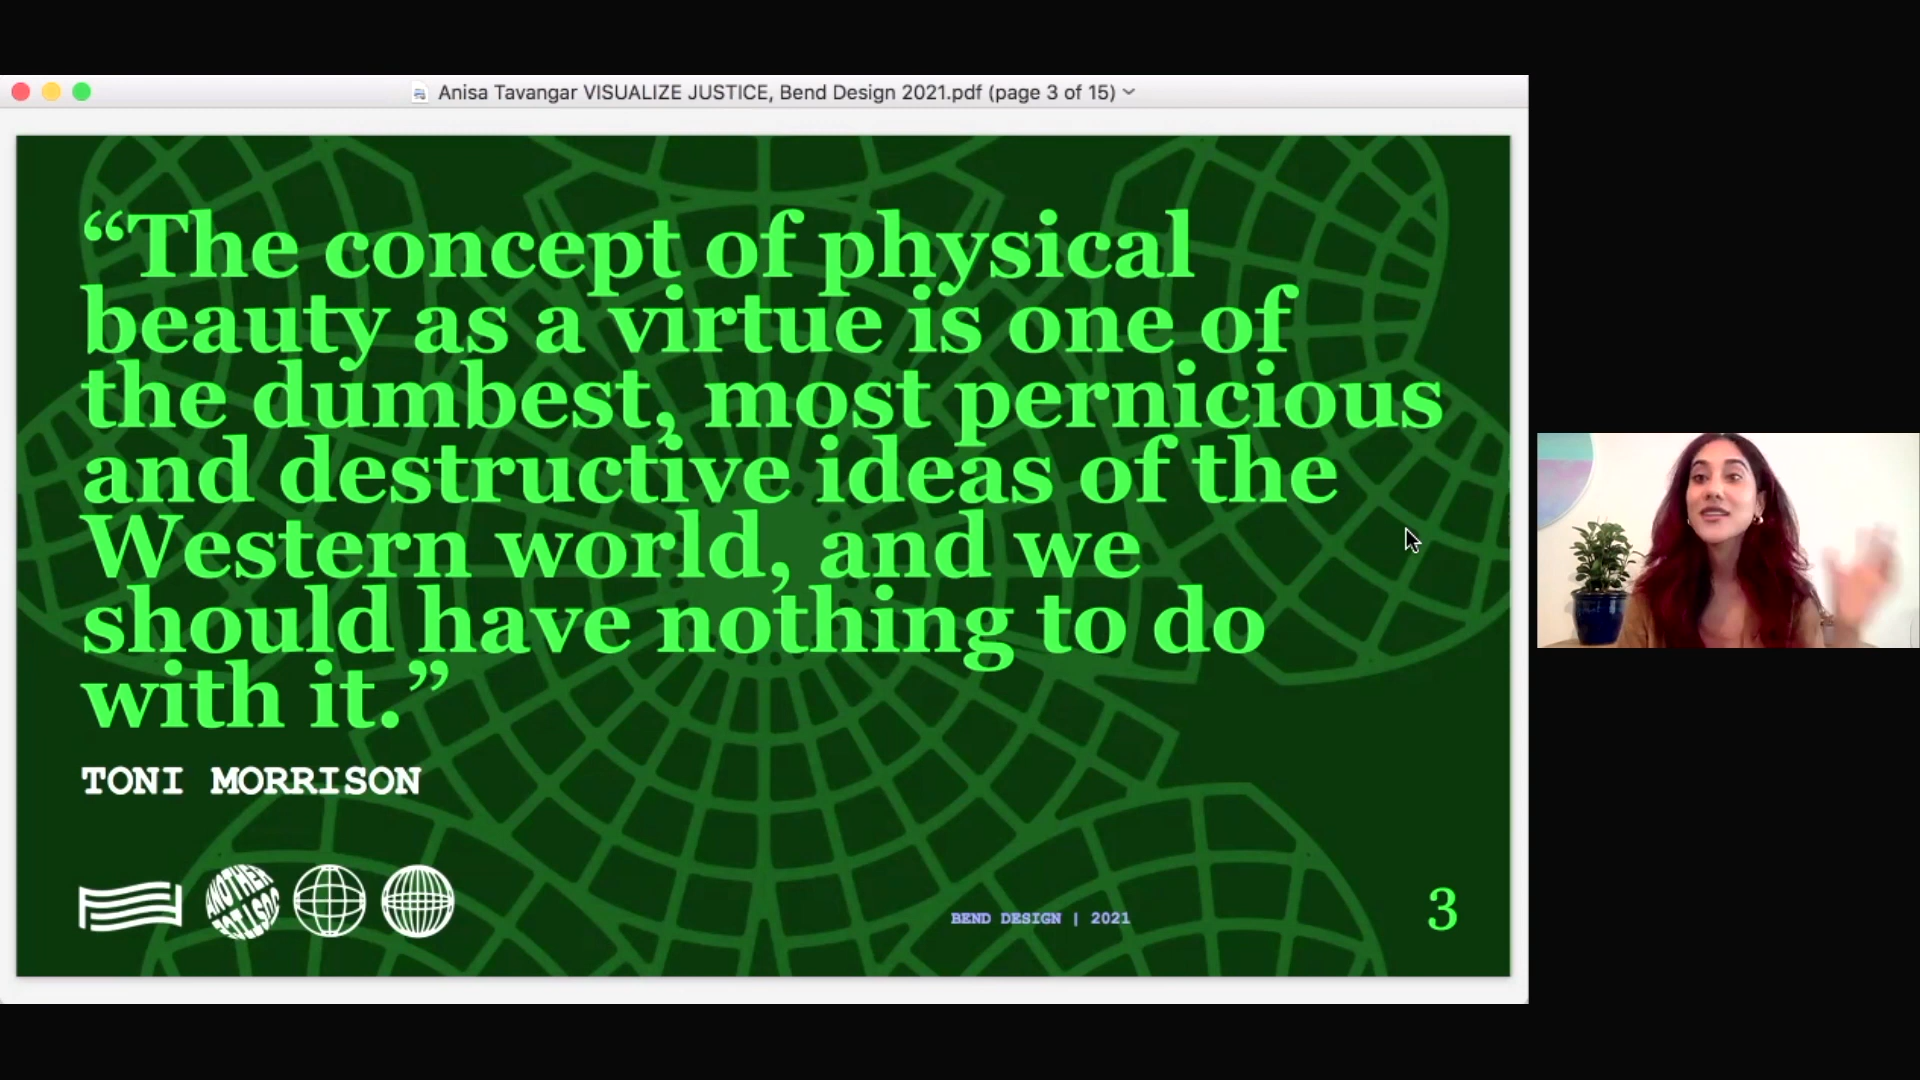 Anisa Tavangar VISUALIZE JUSTICE, Bend Design 2021.pdf (page 3 of 15)
“The concept of physical
beauty as a virtue is one of
the dumbest, most pernicious
and destructive ideas of the
Western world, and we
should have nothing to do
with it.”
TONI MORRISON
ANOTHER
JUSTICE
BEND DESIGN | 2021
3